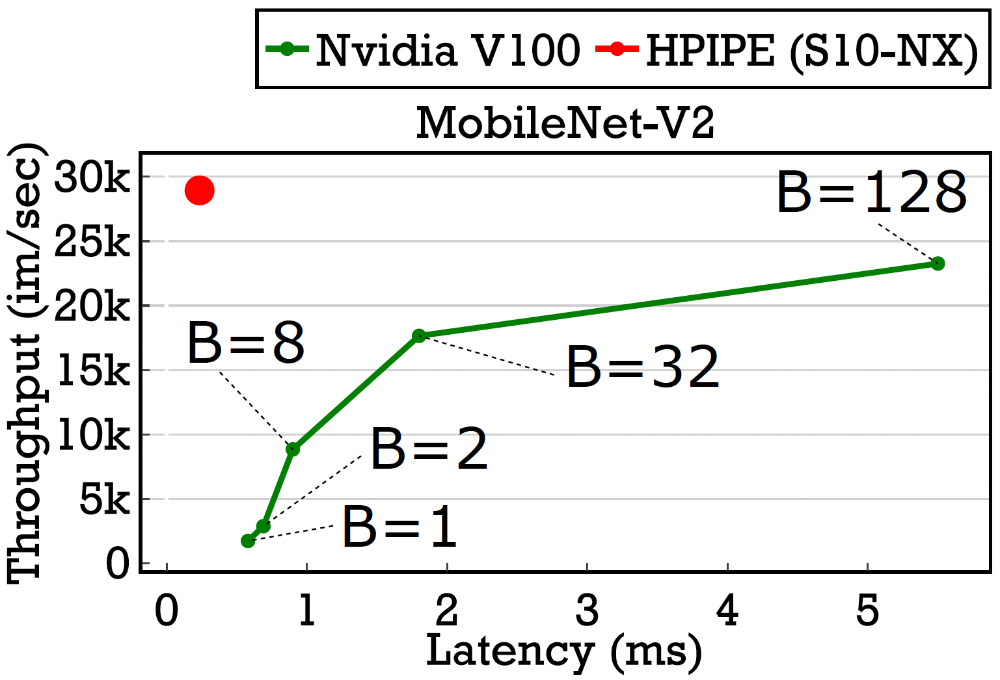 Nvidia V100 HPIPE (S10-NX)
MobileNet-V2
Throughput (im/sec)
30k
25k
20k
15k
10k
5k
0
B=128
B=8
B=32
B=2
B=1
0 1 2 3 4 5
Latency (ms)